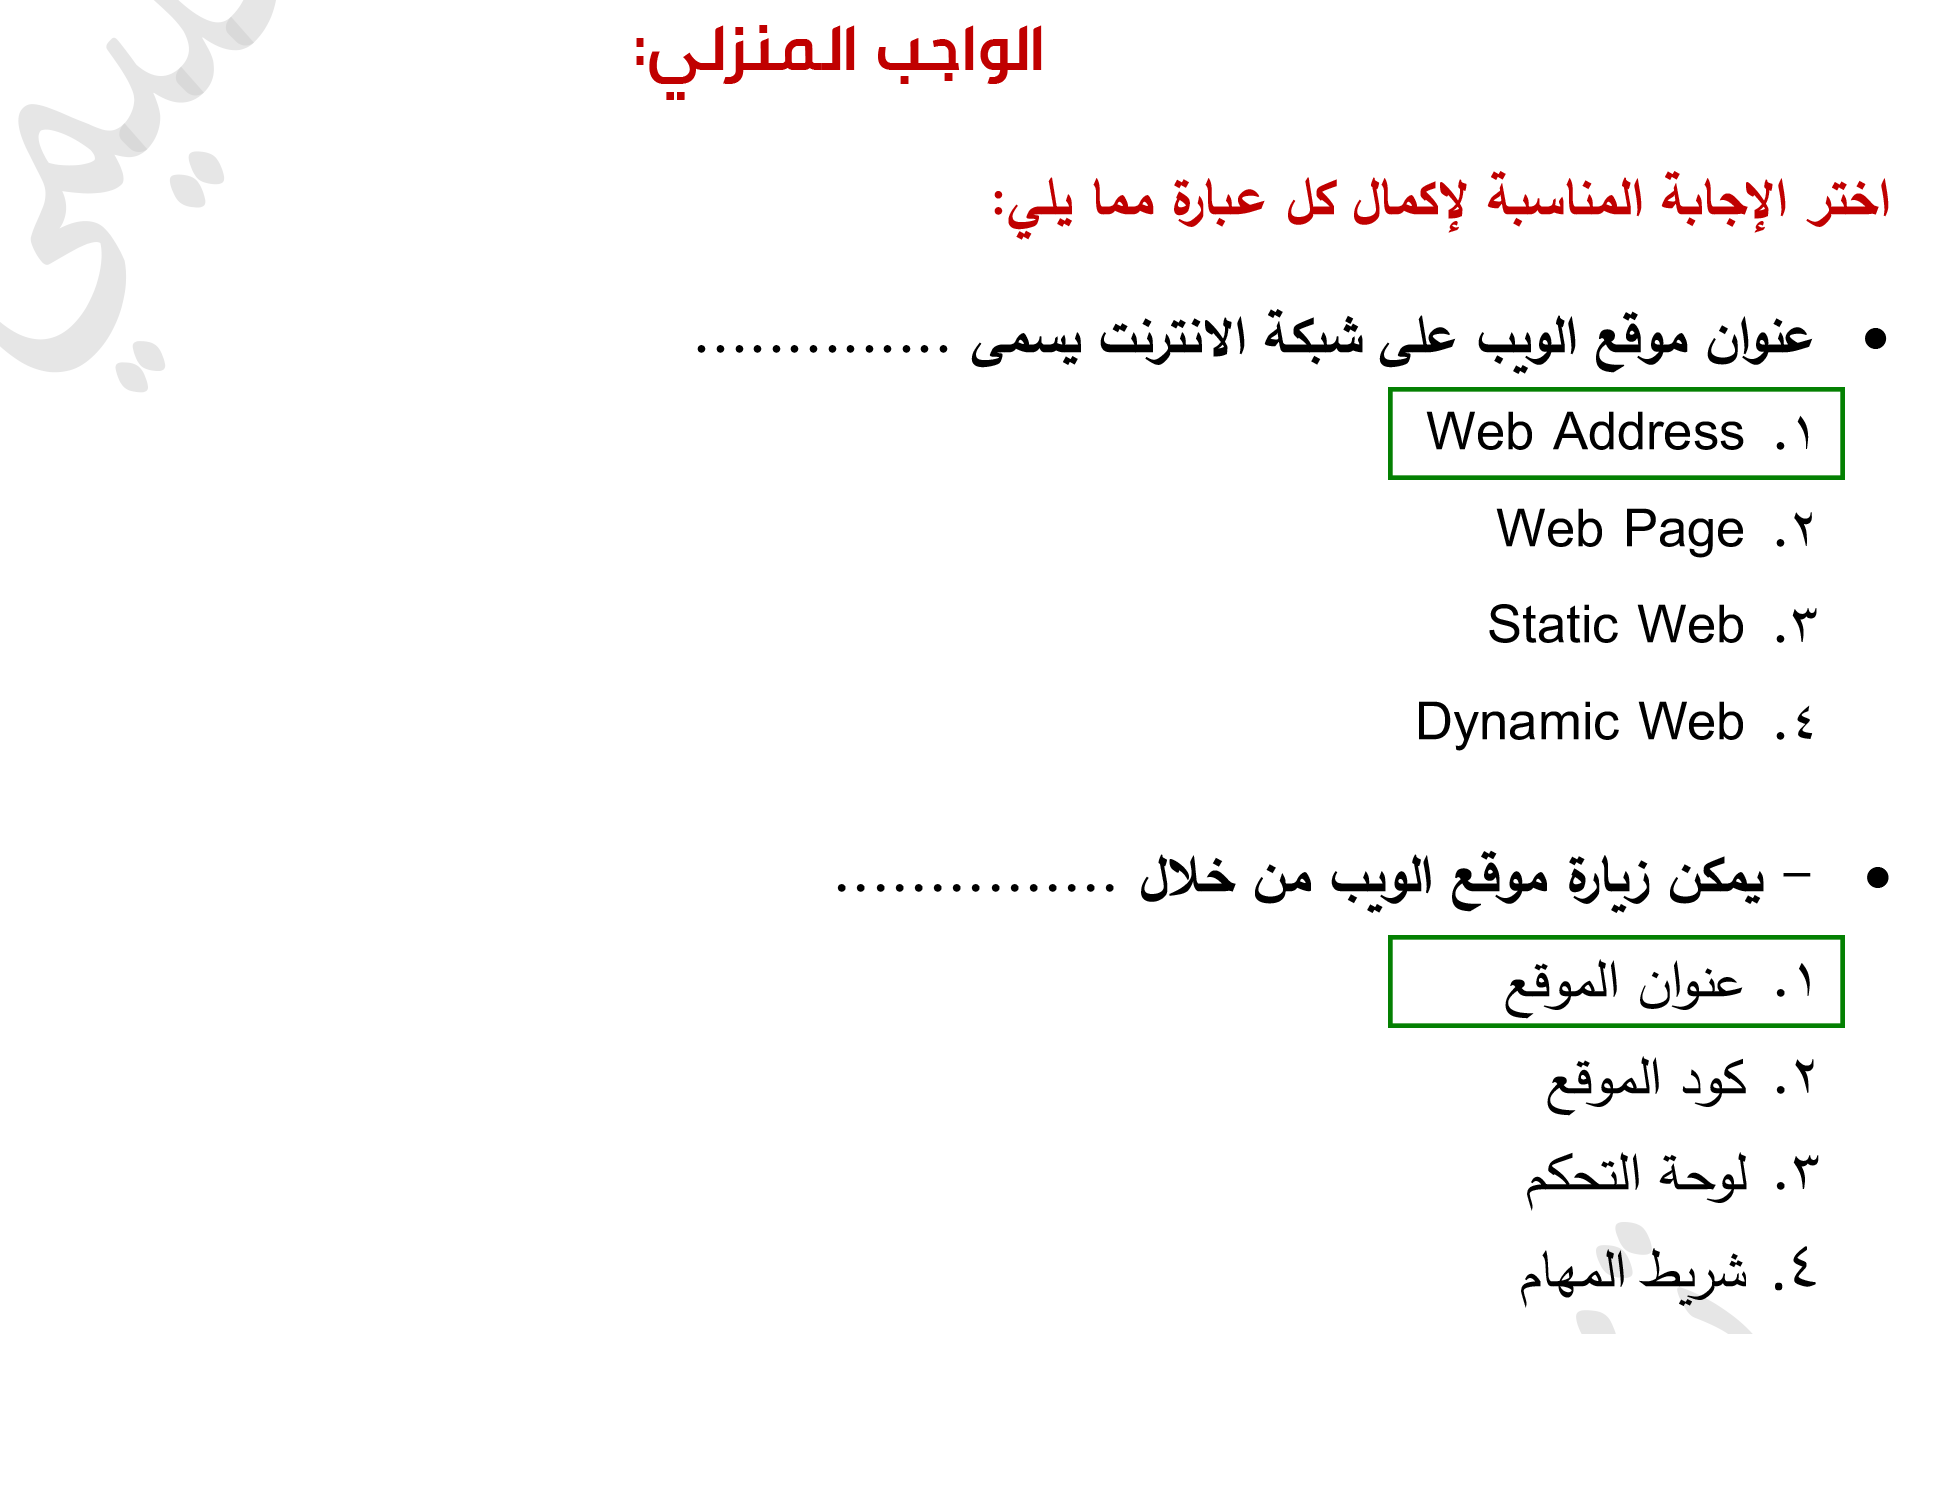 الواجب المنزلي:
اختر الإجابة المناسبة لإكمال كل عبارة مما يلي:
• عنوان موقع الويب على شبكة الانترنت يسمى ..............
١. Web Address
٢. Web Page
٣. Static Web
٤. Dynamic Web
• – يمكن زيارة موقع الويب من خلال ...............
١. عنوان الموقع
٢. كود الموقع
٣. لوحة التحكم
٤. شريط المهام